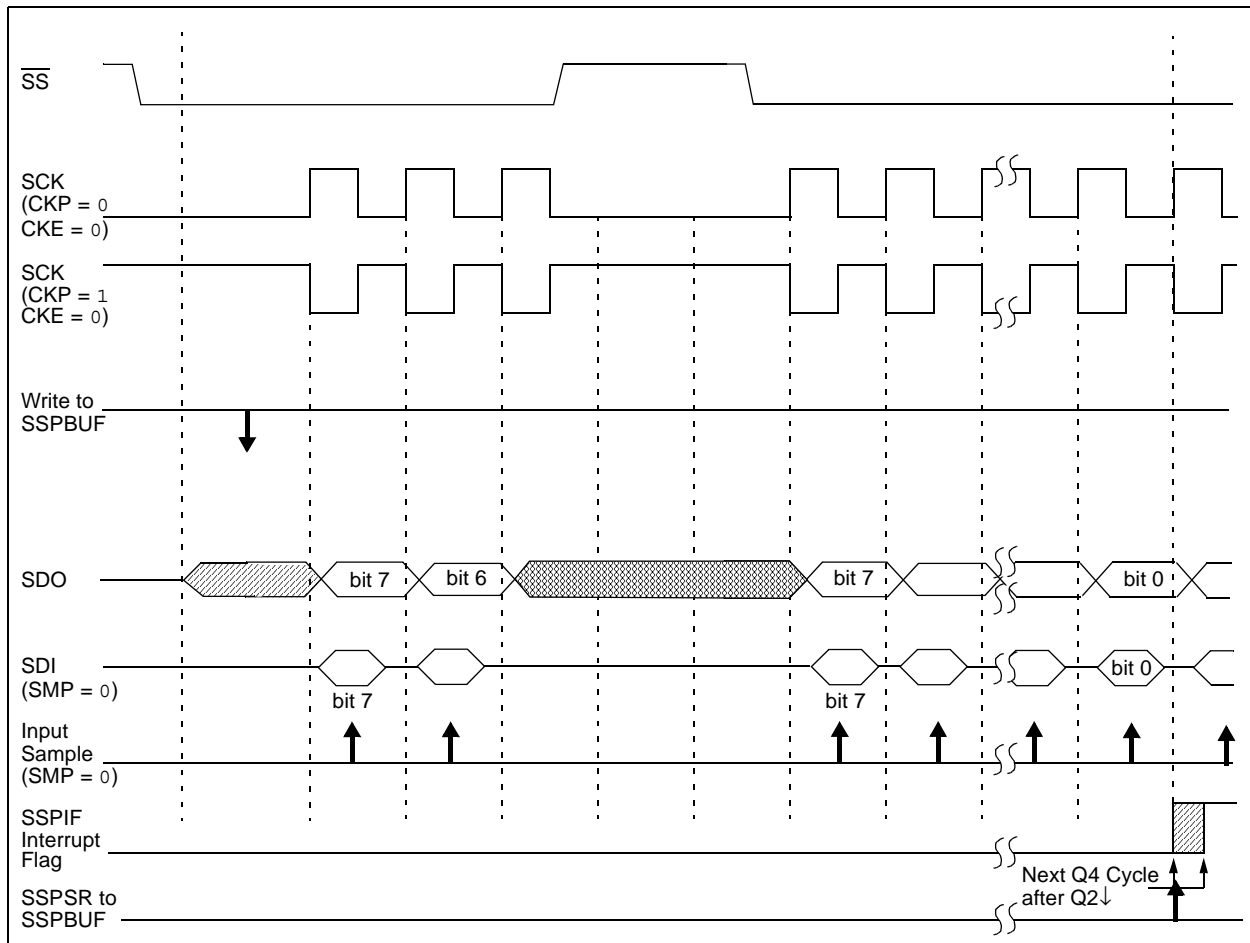 SS
SCK
(CKP = 0
CKE = 0)
SCK
(CKP = 1
CKE = 0)
Write to
SSPBUF
SDO
bit 7
bit 6
bit 7
bit 0
SDI
(SMP = 0)
bit 7
bit 7
bit 0
Input
Sample
(SMP = 0)
SSPIF
Interrupt
Flag
Next Q4 Cycle
after Q2↓
SSPSR to
SSPBUF